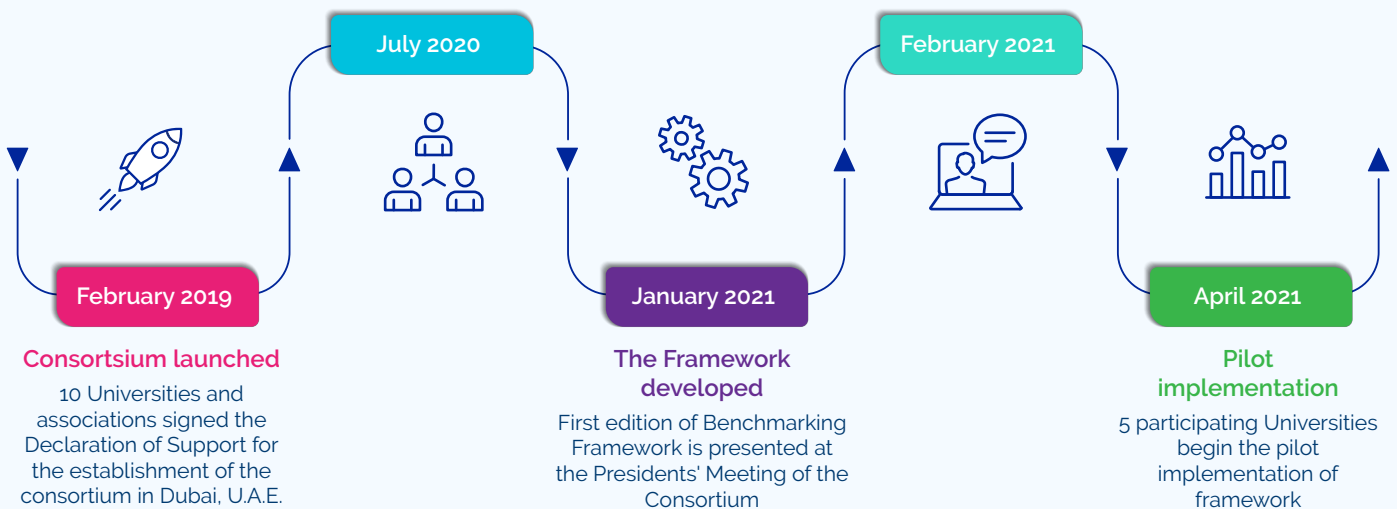 July 2020
February 2021
February 2019
January 2021
April 2021
Consortsium launched
10 Universities and
associations signed the
Declaration of Support for
the establishment of the
consortium in Dubai, U.A.E.
The Framework
developed
First edition of Benchmarking
Framework is presented at
the Presidents' Meeting of the
Consortium
Pilot
implementation
5 participating Universities
begin the pilot
implementation of
framework